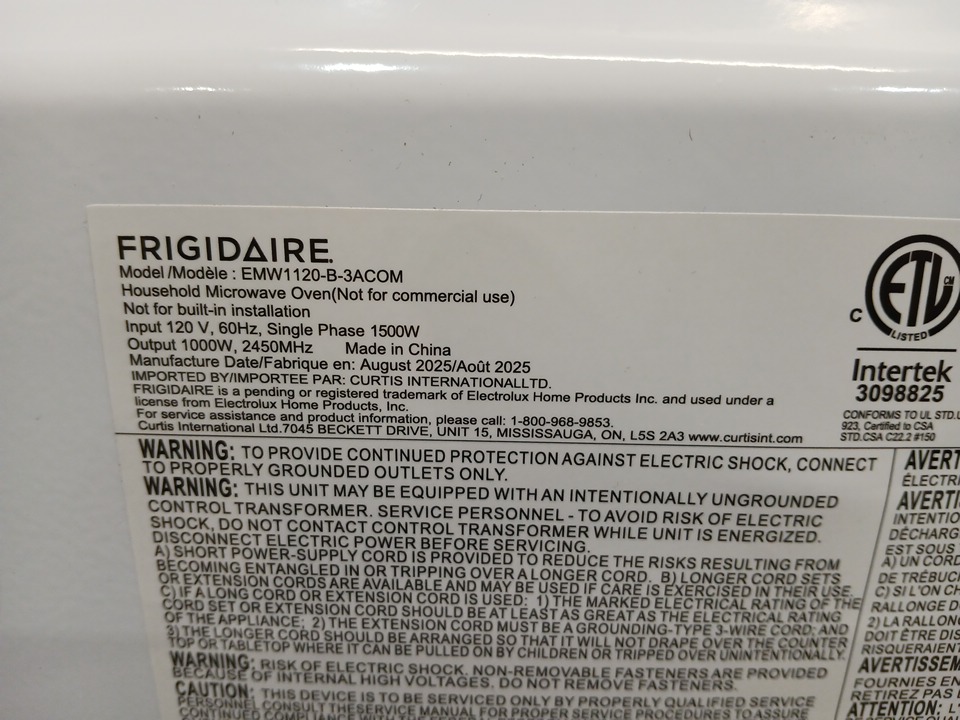 FRIGIDAIRE.
Model /Modèle : EMW1120-B-3ACOM
Household Microwave Oven(Not for commercial use)
Not for built-in installation
Input 120 V, 60Hz, Single Phase 1500W
Output 1000W, 2450MHz Made in China
Manufacture Date/Fabrique en: August 2025/Août 2025
IMPORTED BY/IMPORTEE PAR: CURTIS INTERNATIONALLTD.
FRIGIDAIRE is a pending or registered trademark of Electrolux Home Products Inc. and used under a
license from Electrolux Home Products, Inc.
For service assistance and product information, please call: 1-800-968-9853.
Curtis International Ltd.7045 BECKETT DRIVE, UNIT 15, MISSISSAUGA, ON, L5S 2A3 www.curtisint.com
C ETL CM
LISTED
Intertek
3098825
CONFORMS TO UL STD.U
923, Certified to CSA
STD.CSA C22.2 #150
WARNING: TO PROVIDE CONTINUED PROTECTION AGAINST ELECTRIC SHOCK, CONNECT
TO PROPERLY GROUNDED OUTLETS ONLY.
WARNING: THIS UNIT MAY BE EQUIPPED WITH AN INTENTIONALLY UNGROUNDED
CONTROL TRANSFORMER. SERVICE PERSONNEL - TO AVOID RISK OF ELECTRIC
SHOCK, DO NOT CONTACT CONTROL TRANSFORMER WHILE UNIT IS ENERGIZED.
DISCONNECT ELECTRIC POWER BEFORE SERVICING.
A) SHORT POWER-SUPPLY CORD IS PROVIDED TO REDUCE THE RISKS RESULTING FROM
BECOMING ENTANGLED IN OR TRIPPING OVER A LONGER CORD. B) LONGER CORD SETS
OR EXTENSION CORDS ARE AVAILABLE AND MAY BE USED IF CARE IS EXERCISED IN THEIR USE.
C) IF A LONG CORD OR EXTENSION CORD IS USED: 1) THE MARKED ELECTRICAL RATING OF THE
CORD SET OR EXTENSION CORD SHOULD BE AT LEAST AS GREAT AS THE ELECTRICAL RATING
OF THE APPLIANCE; 2) THE EXTENSION CORD MUST BE A GROUNDING-TYPE 3-WIRE CORD; AND
3) THE LONGER CORD SHOULD BE ARRANGED SO THAT IT WILL NOT DRAPE OVER THE COUNTER
TOP OR TABLETOP WHERE IT CAN BE PULLED ON BY CHILDREN OR TRIPPED OVER UNINTENTIONALLY.
WARNING: RISK OF ELECTRIC SHOCK. NON-REMOVABLE FASTENERS ARE PROVIDED
BECAUSE OF INTERNAL HIGH VOLTAGES. DO NOT REMOVE FASTENERS.
CAUTION: THIS DEVICE IS TO BE SERVICED ONLY BY PROPERLY QUALIFIED SERVICE
PERSONNEL CONSULT THESERVICE MANUAL FOR PROPER SERVICE PROCEDURES TO ASSURE
AVERT
ÉLECTRI
AVERTI
INTENTIO
DÉCHARG
EST SOUS
A) UN CORD
DE TRÉBUC
C) SI L'ON CH
RALLONGE D
2) LA RALLON
DOIT ÊTRE DIS
RISQUERAIENT
AVERTISSEM
FOURNIES EN
RETIREZ PAS L
ATTENTION: L'